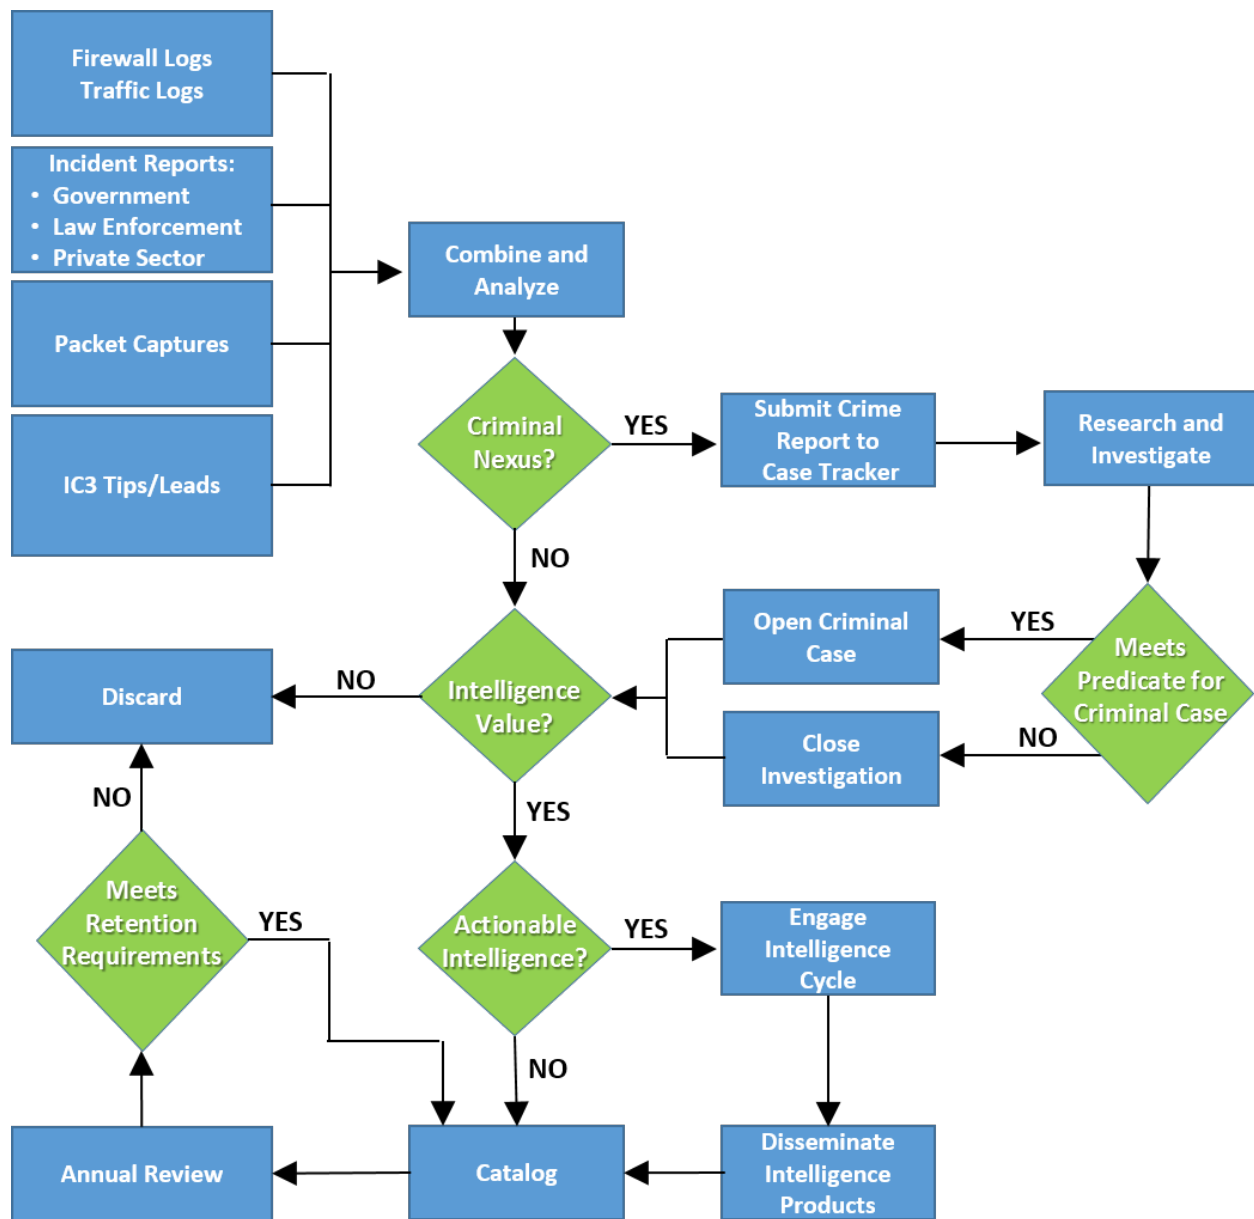 Firewall Logs
Traffic Logs
Incident Reports:
• Government
• Law Enforcement
• Private Sector
Packet Captures
IC3 Tips/Leads
Combine and
Analyze
Criminal
Nexus?
YES
Submit Crime
Report to
Case Tracker
Research and
Investigate
NO
Open Criminal
Case
YES
Meets
Predicate for
Criminal Case
NO
Close
Investigation
Intelligence
Value?
NO
Discard
YES
NO
Meets
Retention
Requirements
YES
Actionable
Intelligence?
YES
Engage
Intelligence
Cycle
NO
Annual Review
Catalog
Disseminate
Intelligence
Products